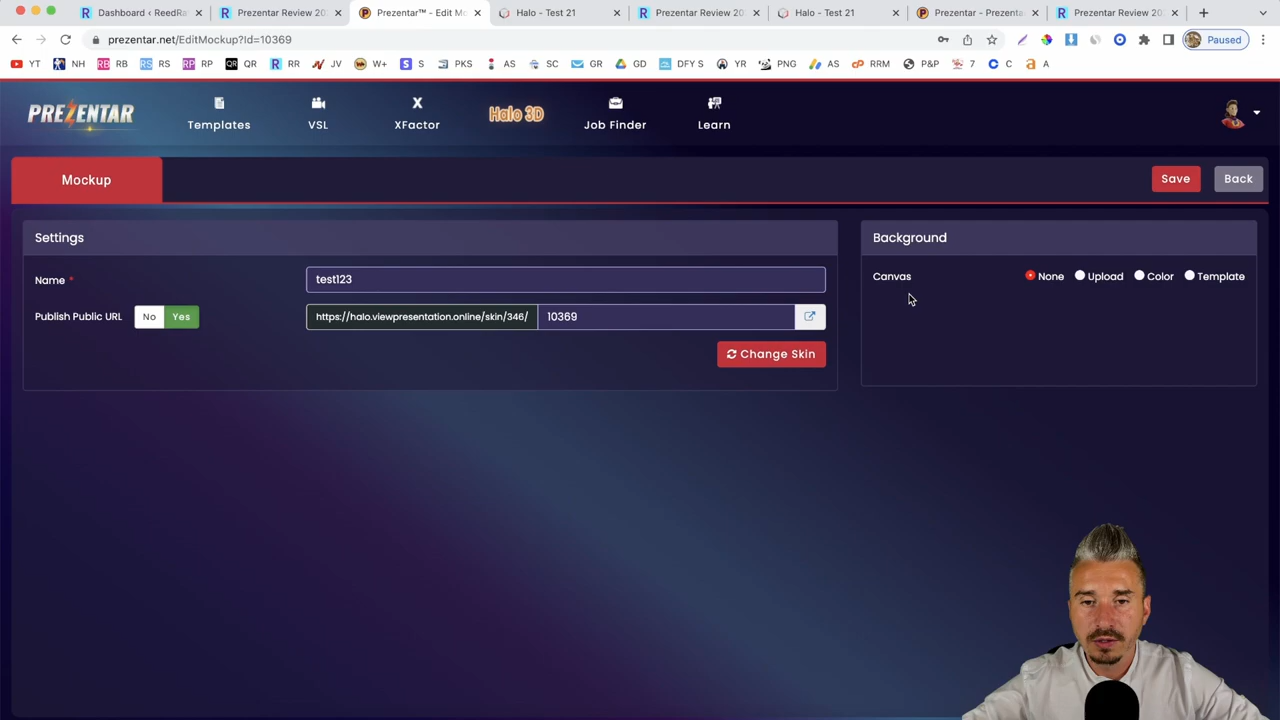 Dashboard ‹ ReedRa
Prezentar Review 202
Prezentar™ - Edit Mo
Halo - Test 21
Prezentar Review 20
Halo - Test 21
Prezentar - Prezenta
Prezentar Review 202
prezentar.net/EditMockup?Id=10369
Paused
YT NH RB RS RP QR RR JV W+ S PKS AS SC GR GD DFY S YR PNG AS RRM P&P 7 C A
PREZENTAR
Templates
VSL
XFactor
Halo 3D
Job Finder
Learn
Mockup
Save
Back
Settings
Background
Name *
test123
Canvas
None
Upload
Color
Template
Publish Public URL
No
Yes
https://halo.viewpresentation.online/skin/346/
10369
Change Skin